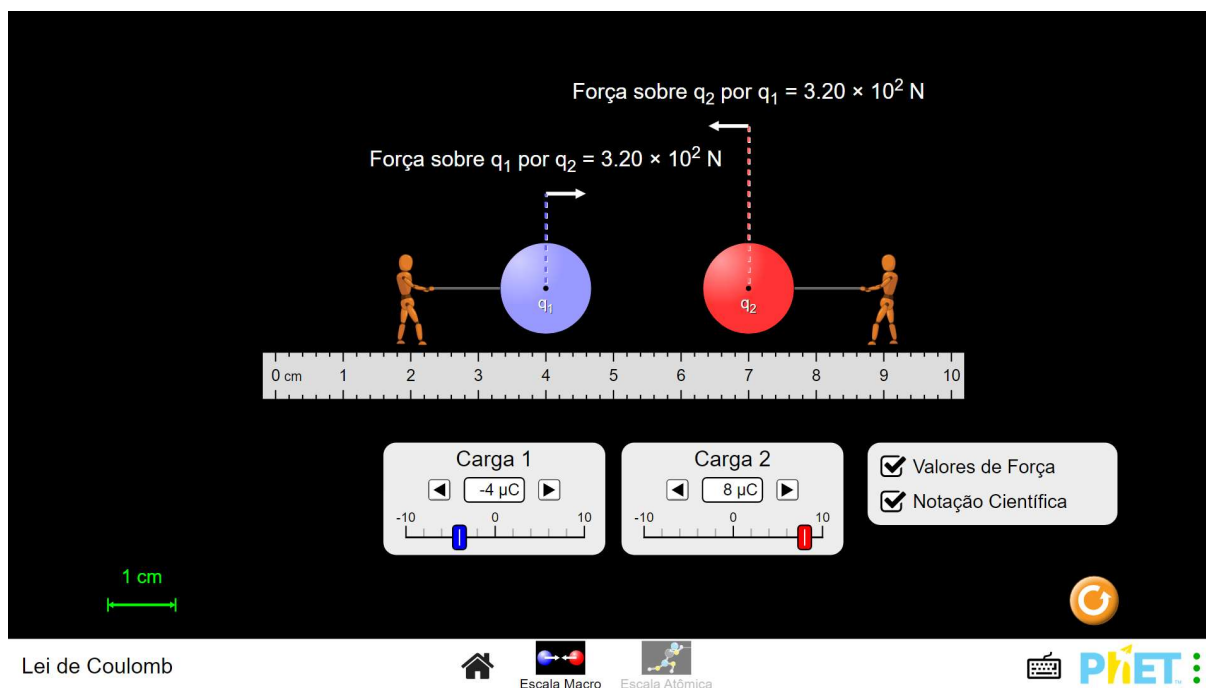 Força sobre q₂ por q₁ = 3.20 × 10² N
Força sobre q₁ por q₂ = 3.20 × 10² N
q₁
q₂
0 cm 1 2 3 4 5 6 7 8 9 10
Carga 1
-4 µC
-10 0 10
Carga 2
8 µC
-10 0 10
Valores de Força
Notação Científica
1 cm
Lei de Coulomb
Escala Macro
Escala Atômica
PhET